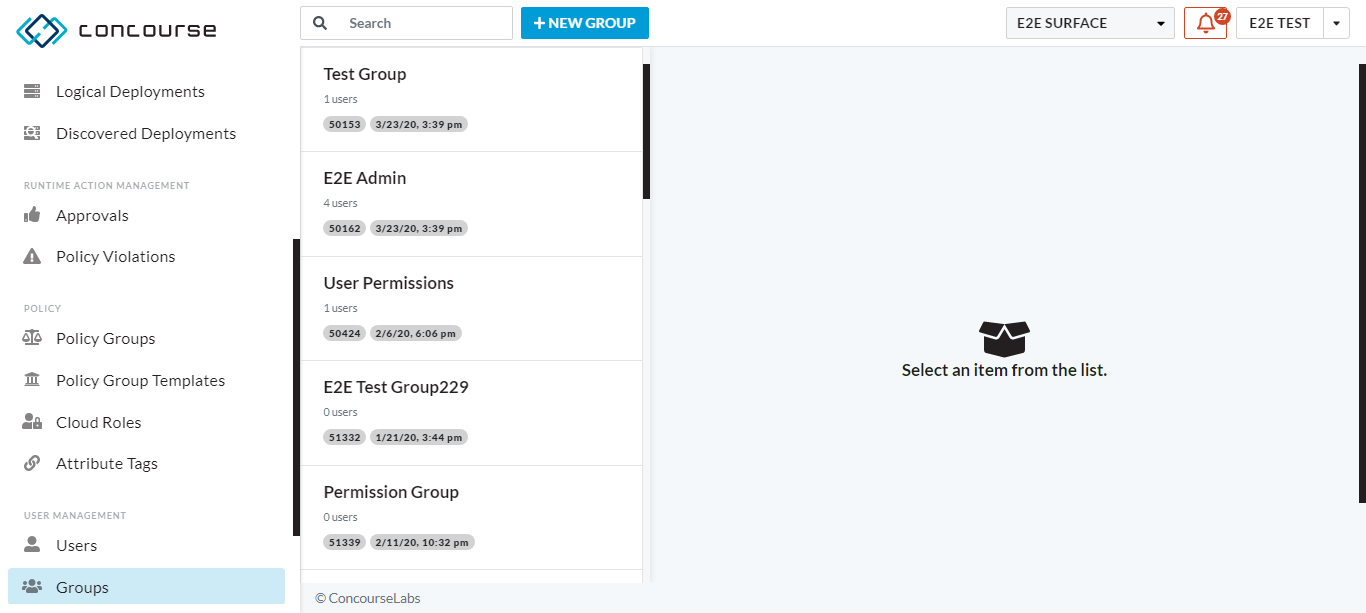 concourse
Search
+ NEW GROUP
E2E SURFACE
27
E2E TEST
Logical Deployments
Discovered Deployments
RUNTIME ACTION MANAGEMENT
Approvals
Policy Violations
POLICY
Policy Groups
Policy Group Templates
Cloud Roles
Attribute Tags
USER MANAGEMENT
Users
Groups
Test Group
1 users
50153 3/23/20, 3:39 pm
E2E Admin
4 users
50162 3/23/20, 3:39 pm
User Permissions
1 users
50424 2/6/20, 6:06 pm
E2E Test Group229
0 users
51332 1/21/20, 3:44 pm
Permission Group
0 users
51339 2/11/20, 10:32 pm
Select an item from the list.
© ConcourseLabs